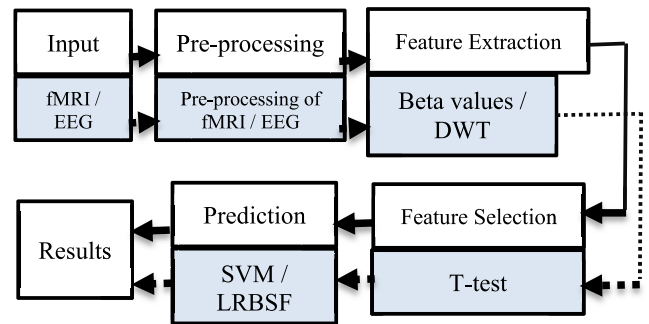 Input
Pre-processing
Feature Extraction
fMRI /
EEG
Pre-processing of
fMRI / EEG
Beta values /
DWT
Results
Prediction
Feature Selection
SVM /
LRBSF
T-test